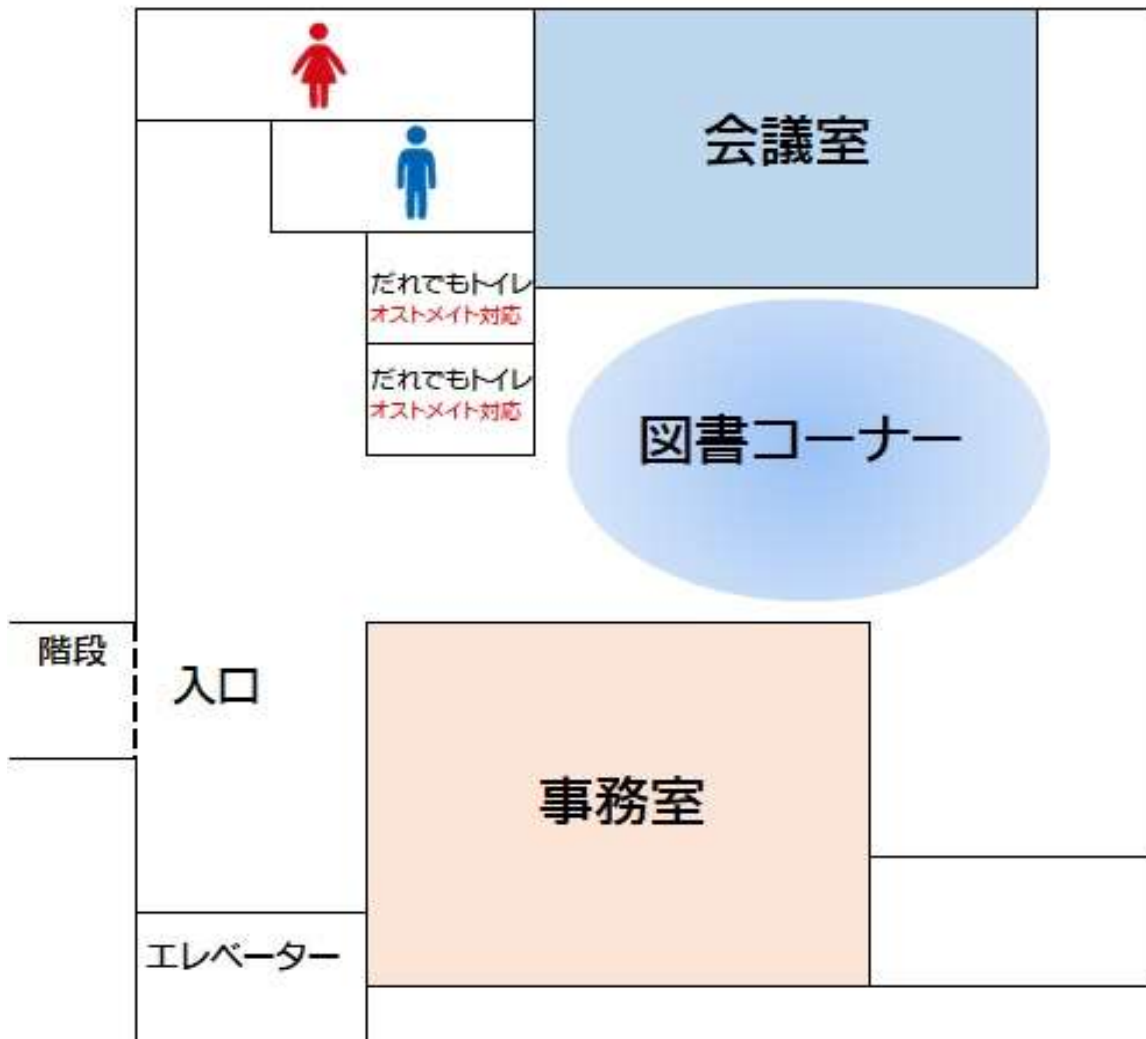 会議室
だれでもトイレ
オストメイト対応
だれでもトイレ
オストメイト対応
図書コーナー
階段
入口
事務室
エレベーター